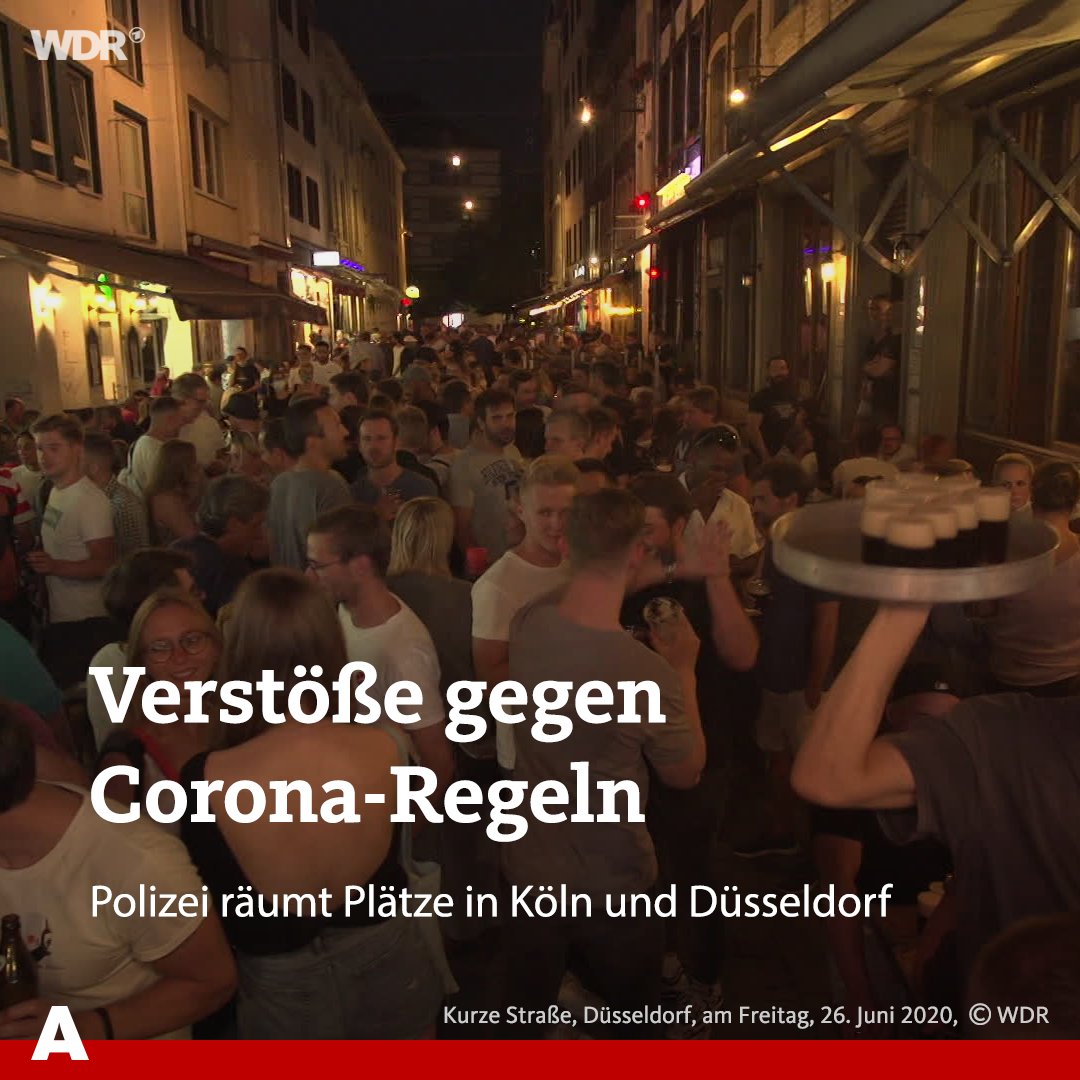 WDR
Verstöße gegen
Corona-Regeln
Polizei räumt Plätze in Köln und Düsseldorf
Kurze Straße, Düsseldorf, am Freitag, 26. Juni 2020, © WDR
A